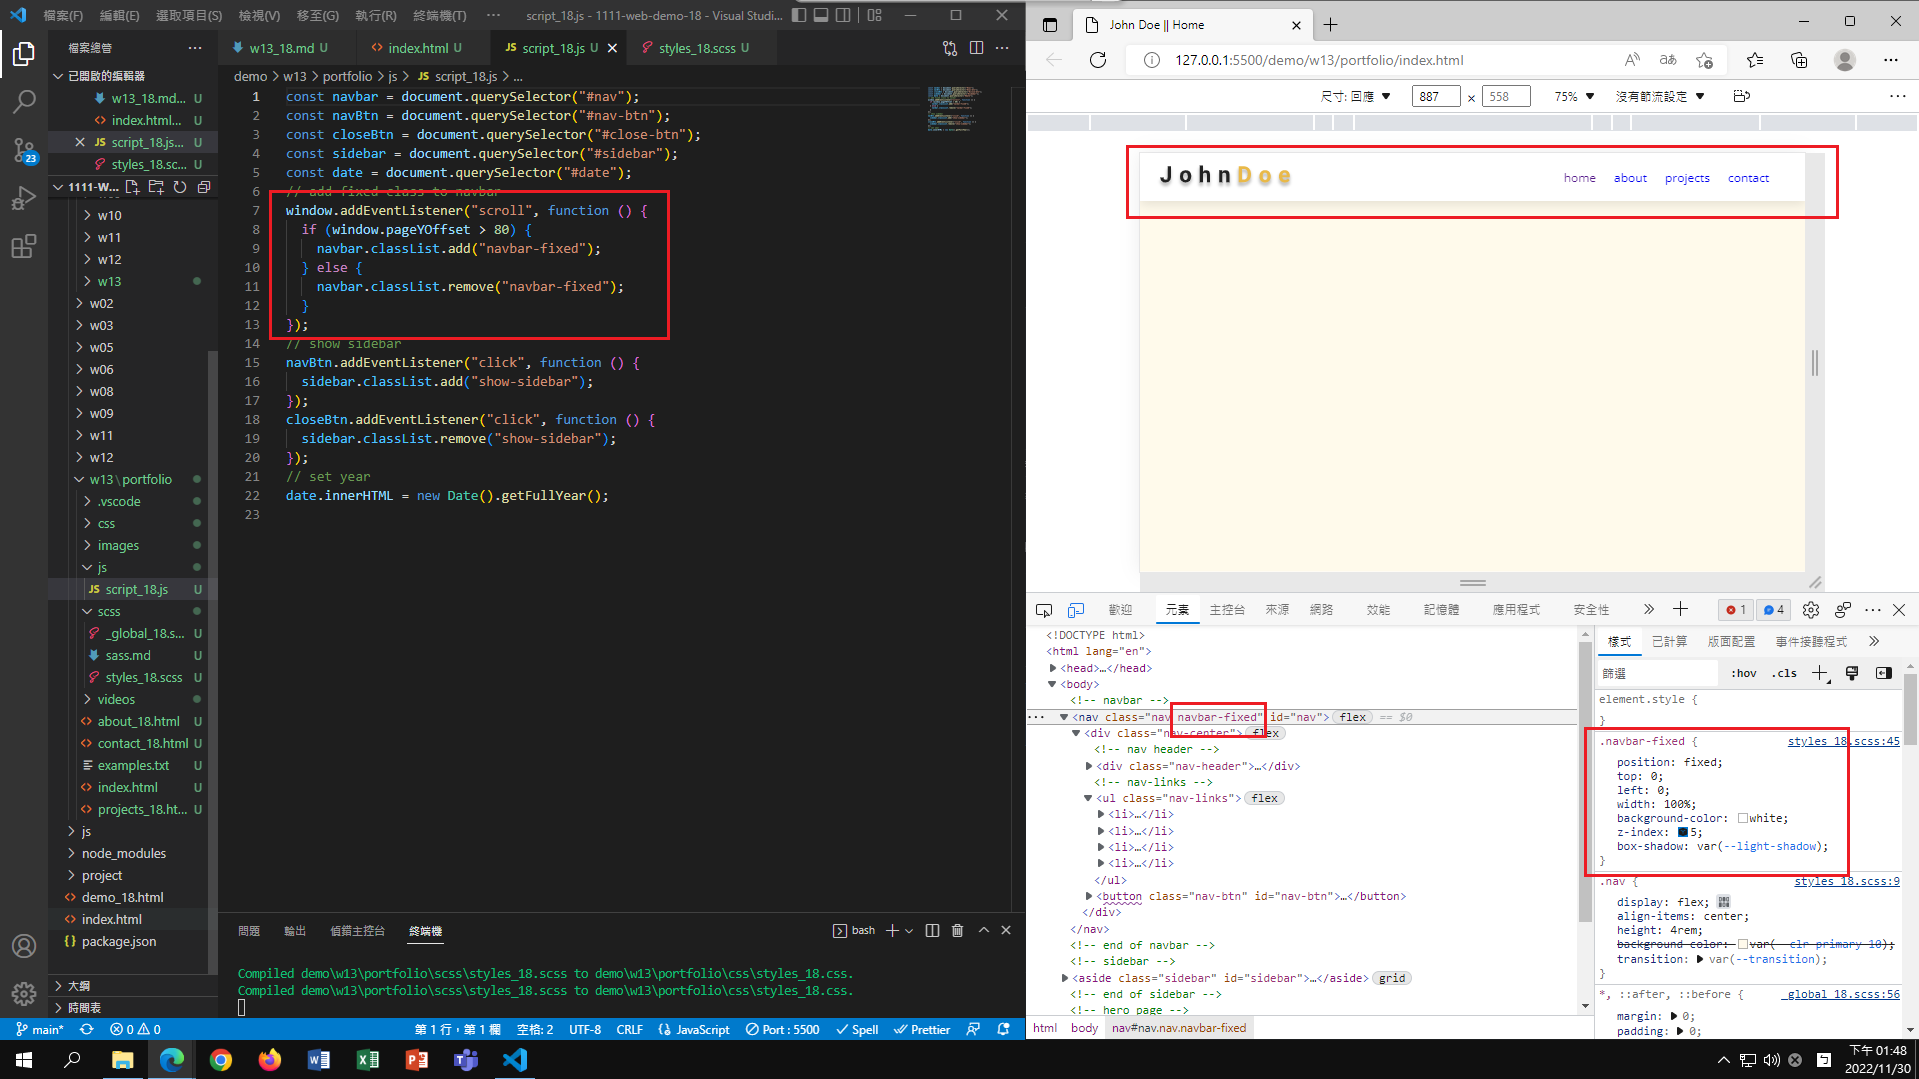 檔案(F) 編輯(E) 選取項目(S) 檢視(V) 移至(G) 執行(R) 終端機(T) ··· script_18.js - 1111-web-demo-18 - Visual Studi...
檔案總管 ···
已開啟的編輯器
w13_18.md... U
index.html... U
script_18.js... U
styles_18.sc... U
1111-W...
w10
w11
w12
w13
w02
w03
w05
w06
w08
w09
w11
w12
w13\portfolio
.vscode
css
images
js
script_18.js U
scss
_global_18.s... U
sass.md U
styles_18.scss U
videos
about_18.html U
contact_18.html U
examples.txt U
index.html U
projects_18.ht... U
js
node_modules
project
demo_18.html
index.html
package.json
大綱
時間表
23
w13_18.md U index.html U script_18.js U styles_18.scss U
demo > w13 > portfolio > js > JS script_18.js > ...
1 const navbar = document.querySelector("#nav");
2 const navBtn = document.querySelector("#nav-btn");
3 const closeBtn = document.querySelector("#close-btn");
4 const sidebar = document.querySelector("#sidebar");
5 const date = document.querySelector("#date");
6 // add fixed class to navbar
7 window.addEventListener("scroll", function () {
8 if (window.pageYOffset > 80) {
9 navbar.classList.add("navbar-fixed");
10 } else {
11 navbar.classList.remove("navbar-fixed");
12 }
13 });
14 // show sidebar
15 navBtn.addEventListener("click", function () {
16 sidebar.classList.add("show-sidebar");
17 });
18 closeBtn.addEventListener("click", function () {
19 sidebar.classList.remove("show-sidebar");
20 });
21 // set year
22 date.innerHTML = new Date().getFullYear();
23
問題 輸出 偵錯主控台 終端機 bash
Compiled demo\w13\portfolio\scss\styles_18.scss to demo\w13\portfolio\css\styles_18.css.
Compiled demo\w13\portfolio\scss\styles_18.scss to demo\w13\portfolio\css\styles_18.css.
main* 0 0 第 1 行，第 1 欄 空格: 2 UTF-8 CRLF JavaScript Port : 5500 Spell Prettier
John Doe || Home
127.0.0.1:5500/demo/w13/portfolio/index.html
尺寸: 回應 887 × 558 75% 沒有節流設定
JohnDoe home about projects contact
歡迎 元素 主控台 來源 網路 效能 記憶體 應用程式 安全性 1 4
<!DOCTYPE html>
<html lang="en">
<head>…</head>
<body>
<!-- navbar -->
<nav class="nav navbar-fixed" id="nav"> flex == $0
<div class="nav-center"> flex
<!-- nav header -->
<div class="nav-header">…</div>
<!-- nav-links -->
<ul class="nav-links"> flex
<li>…</li>
<li>…</li>
<li>…</li>
<li>…</li>
</ul>
<button class="nav-btn" id="nav-btn">…</button>
</div>
</nav>
<!-- end of navbar -->
<!-- sidebar -->
<aside class="sidebar" id="sidebar">…</aside> grid
<!-- end of sidebar -->
<!-- hero page -->
html body nav#nav.nav.navbar-fixed
樣式 已計算 版面配置 事件接聽程式
篩選 :hov .cls
element.style {
}
.navbar-fixed { styles_18.scss:45
position: fixed;
top: 0;
left: 0;
width: 100%;
background-color: white;
z-index: 5;
box-shadow: var(--light-shadow);
}
.nav { styles_18.scss:9
display: flex;
align-items: center;
height: 4rem;
background-color: var(--clr-primary-10);
transition: var(--transition);
}
*, ::after, ::before { _global_18.scss:56
margin: 0;
padding: 0;
下午 01:48
2022/11/30